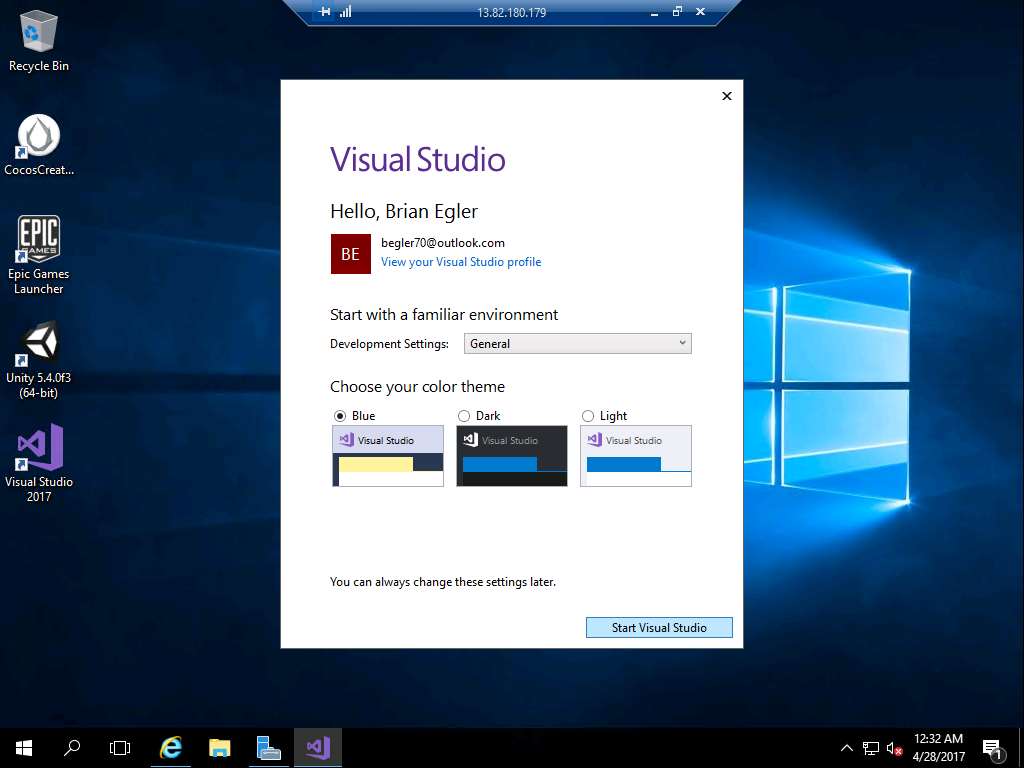 13.82.180.179
Recycle Bin
CocosCreat...
EPIC
GAMES
Epic Games
Launcher
Unity 5.4.0f3
(64-bit)
Visual Studio
2017
Visual Studio
Hello, Brian Egler
BE
begler70@outlook.com
View your Visual Studio profile
Start with a familiar environment
Development Settings: General
Choose your color theme
Blue Dark Light
Visual Studio Visual Studio Visual Studio
You can always change these settings later.
Start Visual Studio
12:32 AM
4/28/2017
1